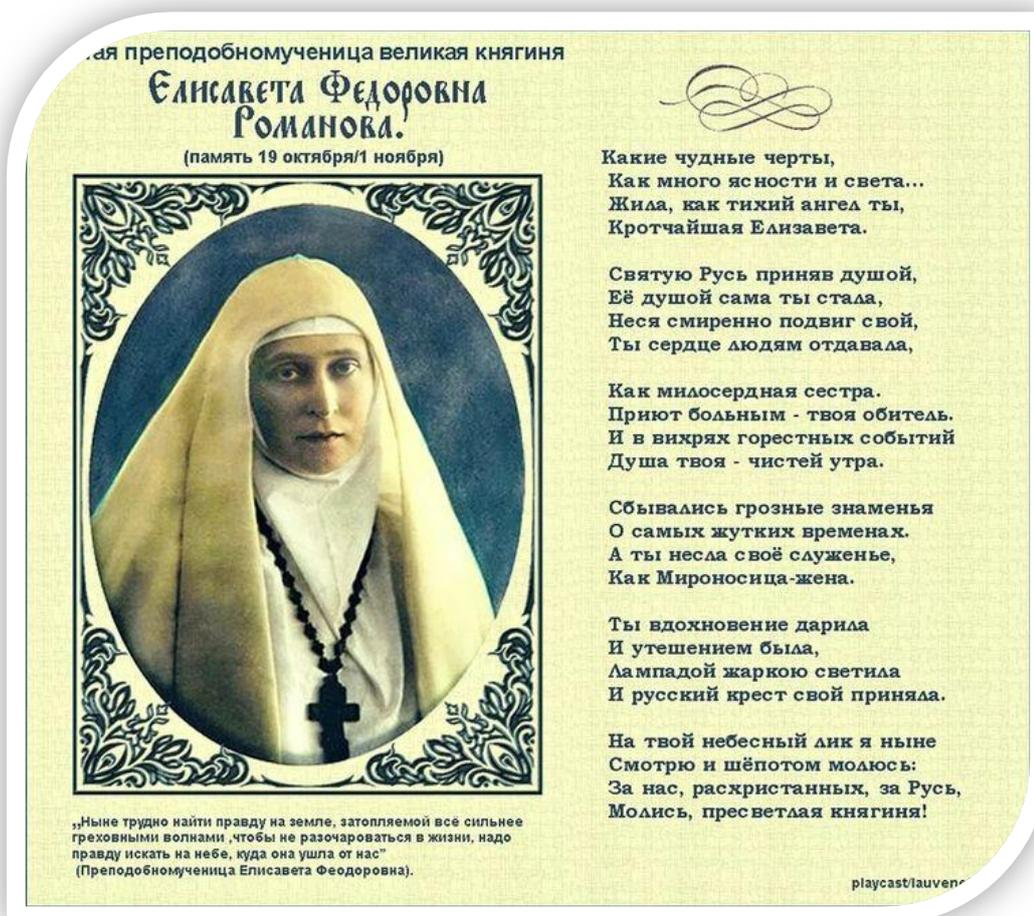 тая преподобномученица великая княгиня
Елисавета Федоровна
Романова.
(память 19 октября/1 ноября)
Какие чудные черты,
Как много ясности и света...
Жила, как тихий ангел ты,
Кротчайшая Елизавета.
Святую Русь приняв душой,
Её душой сама ты стала,
Неся смиренно подвиг свой,
Ты сердце людям отдавала,
Как милосердная сестра.
Приют больным - твоя обитель.
И в вихрях горестных событий
Душа твоя - чистей утра.
Сбывались грозные знаменья
О самых жутких временах.
А ты несла своё служенье,
Как Мироносица-жена.
Ты вдохновение дарила
И утешением была,
Лампадой жаркою светила
И русский крест свой приняла.
На твой небесный лик я ныне
Смотрю и шёпотом молюсь:
За нас, расхристанных, за Русь,
Молись, пресветлая княгиня!
„Ныне трудно найти правду на земле, затопляемой всё сильнее
греховными волнами ,чтобы не разочароваться в жизни, надо
правду искать на небе, куда она ушла от нас”
(Преподобномученица Елисавета Феодоровна).